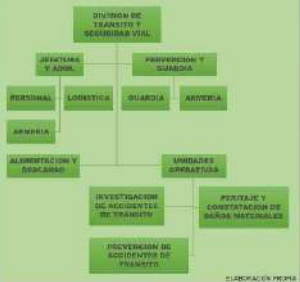 DIVISION DE
TRANSITO Y
SEGURIDAD VIAL
JEFATURA
Y ADM.
PREVENCION Y
GUARDIA
PERSONAL
LOGISTICA
GUARDIA
ARMERIA
ARMERIA
ALIMENTACION Y
DESCANSO
UNIDADES
OPERATIVAS
INVESTIGACION
DE ACCIDENTES
DE TRANSITO
PERITAJE Y
CONSTATACION DE
DAÑOS MATERIALES
PREVENCION DE
ACCIDENTES DE
TRANSITO
ELABORACIÓN PROPIA